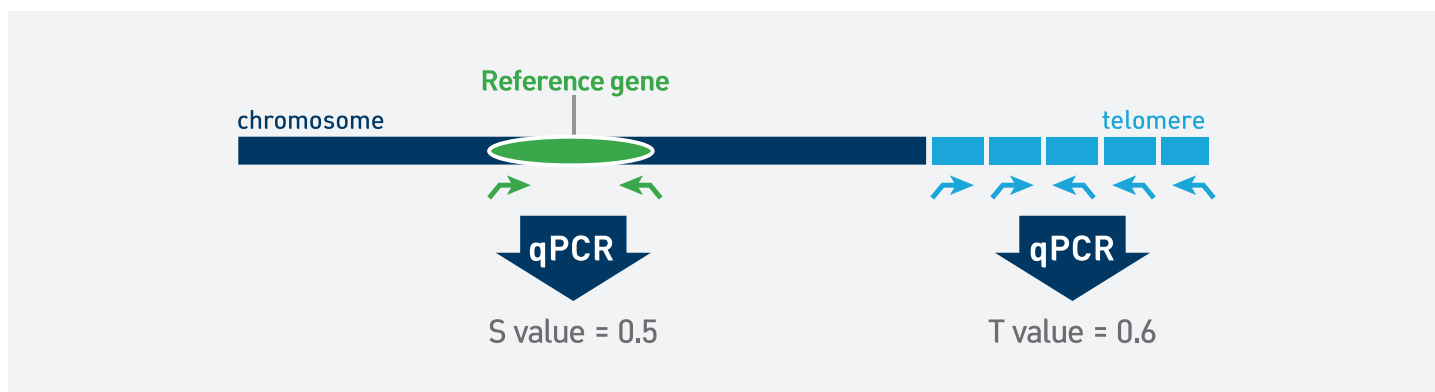 Reference gene
chromosome
telomere
qPCR
qPCR
S value = 0.5
T value = 0.6